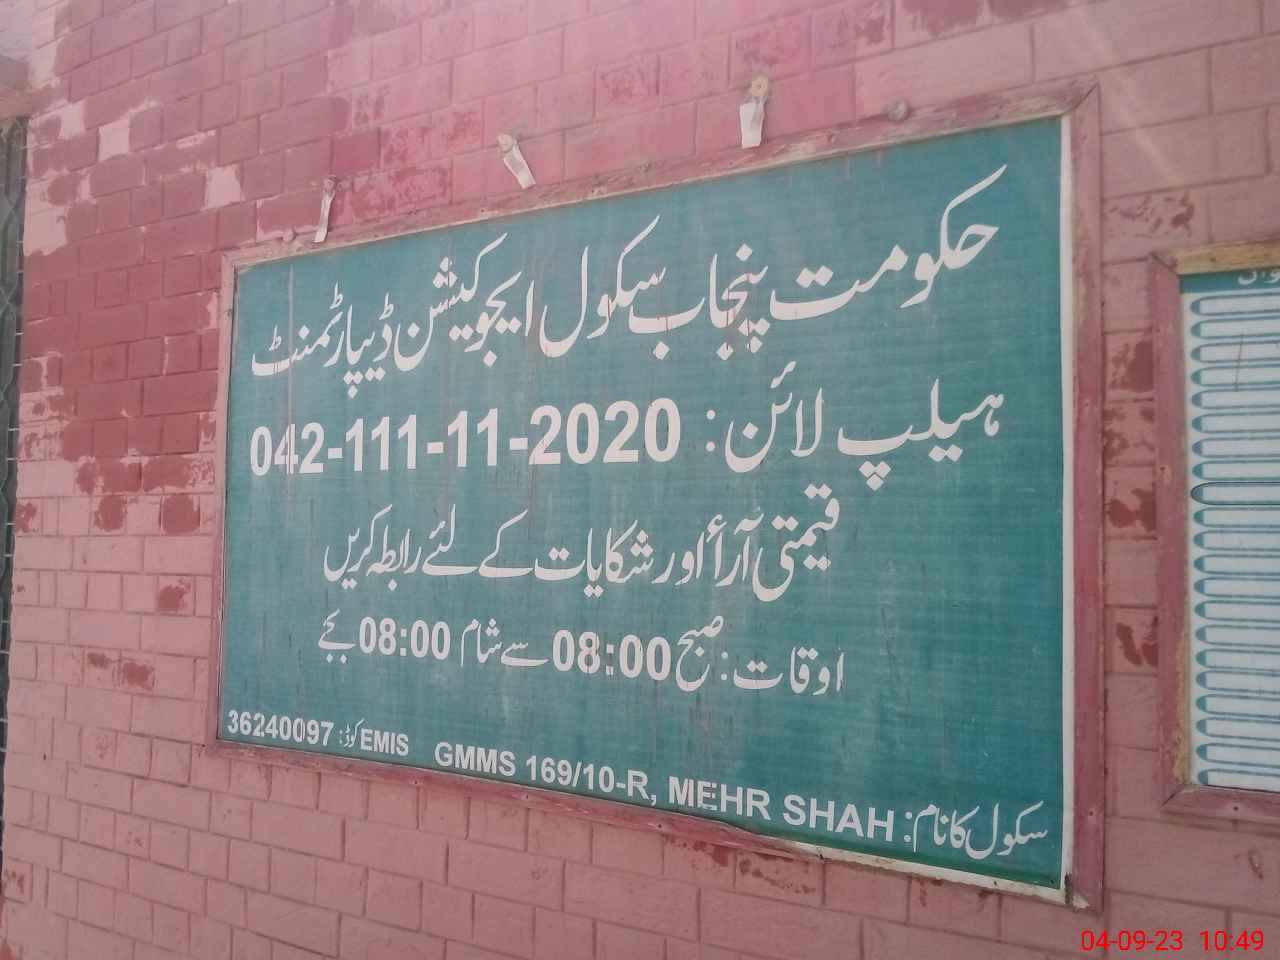 حکومت پنجاب سکول ایجوکیشن ڈیپارٹمنٹ
ہیلپ لائن: 042-111-11-2020
قیمتی آرأ اور شکایات کے لئے رابطہ کریں
اوقات: صبح 08:00 سے شام 08:00 بجے
سکول کا نام: GMMS 169/10-R, MEHR SHAH EMIS کوڈ: 36240097
04-09-23 10:49